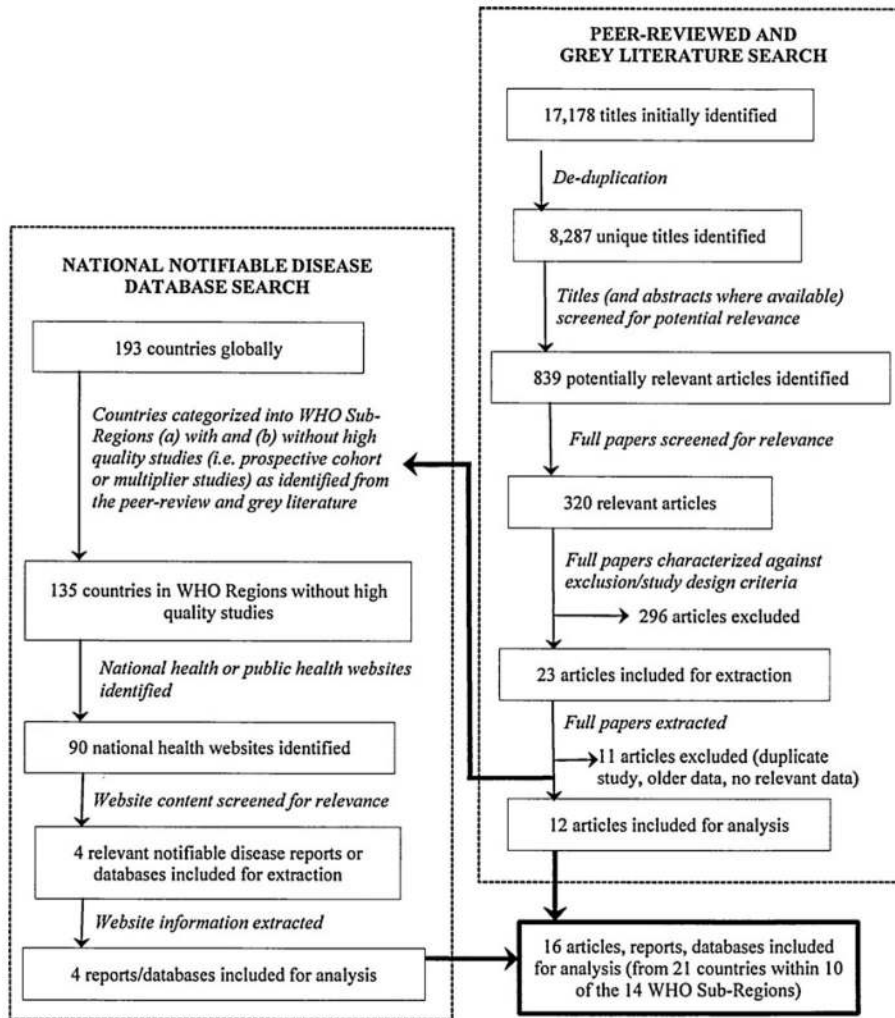 PEER-REVIEWED AND
GREY LITERATURE SEARCH
17,178 titles initially identified
De-duplication
8,287 unique titles identified
Titles (and abstracts where available)
screened for potential relevance
839 potentially relevant articles identified
Full papers screened for relevance
320 relevant articles
Full papers characterized against
exclusion/study design criteria
296 articles excluded
23 articles included for extraction
Full papers extracted
11 articles excluded (duplicate
study, older data, no relevant data)
12 articles included for analysis
NATIONAL NOTIFIABLE DISEASE
DATABASE SEARCH
193 countries globally
Countries categorized into WHO Sub-
Regions (a) with and (b) without high
quality studies (i.e. prospective cohort
or multiplier studies) as identified from
the peer-review and grey literature
135 countries in WHO Regions without high
quality studies
National health or public health websites
identified
90 national health websites identified
Website content screened for relevance
4 relevant notifiable disease reports or
databases included for extraction
Website information extracted
4 reports/databases included for analysis
16 articles, reports, databases included
for analysis (from 21 countries within 10
of the 14 WHO Sub-Regions)